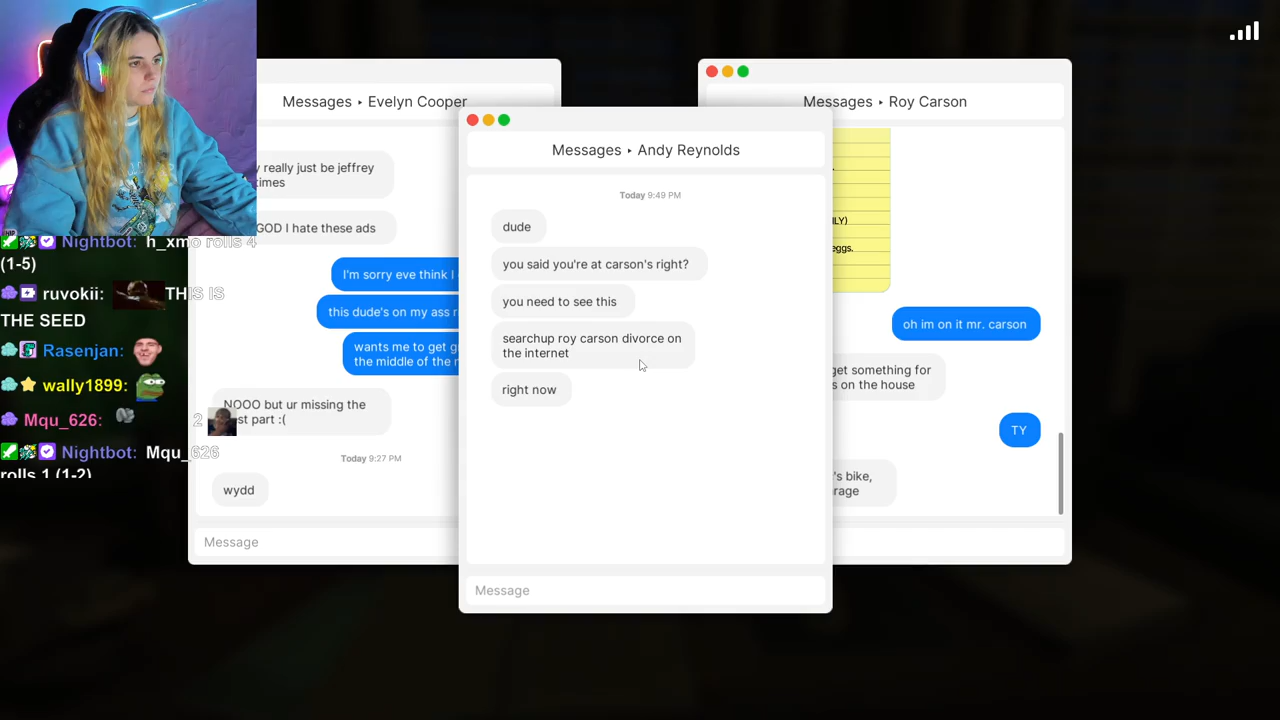 Messages ▸ Evelyn Cooper
y really just be jeffrey
times
GOD I hate these ads
I'm sorry eve think I
this dude's on my ass
wants me to get
the middle of the
NOOO but ur missing the
st part :(
Today 9:27 PM
wydd
Message
Messages ▸ Andy Reynolds
Today 9:49 PM
dude
you said you're at carson's right?
you need to see this
searchup roy carson divorce on
the internet
right now
Message
Messages ▸ Roy Carson
LY)
eggs.
oh im on it mr. carson
get something for
s on the house
TY
's bike,
rage
Nightbot: h_xmo rolls 4
(1-5)
ruvokii: THIS IS
THE SEED
Rasenjan:
wally1899:
Mqu_626: 2
Nightbot: Mqu_626
rolls 1 (1-2)